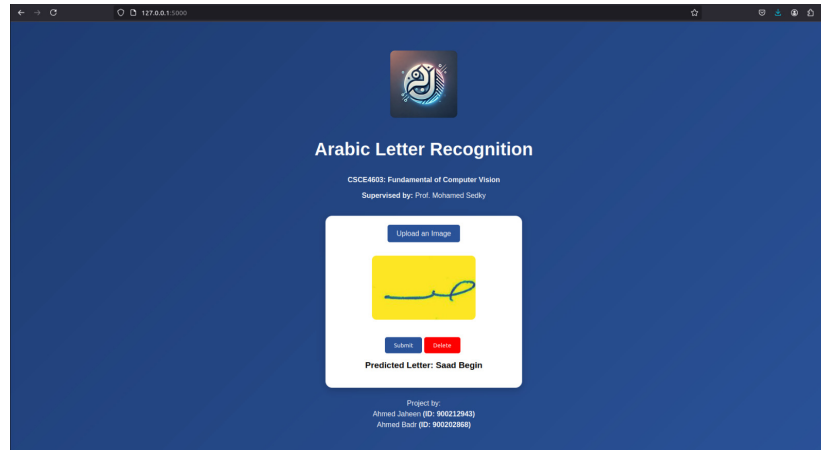 127.0.0.1:5000
Arabic Letter Recognition
CSCE4603: Fundamental of Computer Vision
Supervised by: Prof. Mohamed Sedky
Upload an Image
صـ
Submit
Delete
Predicted Letter: Saad Begin
Project by:
Ahmed Jaheen (ID: 900212943)
Ahmed Badr (ID: 900202868)